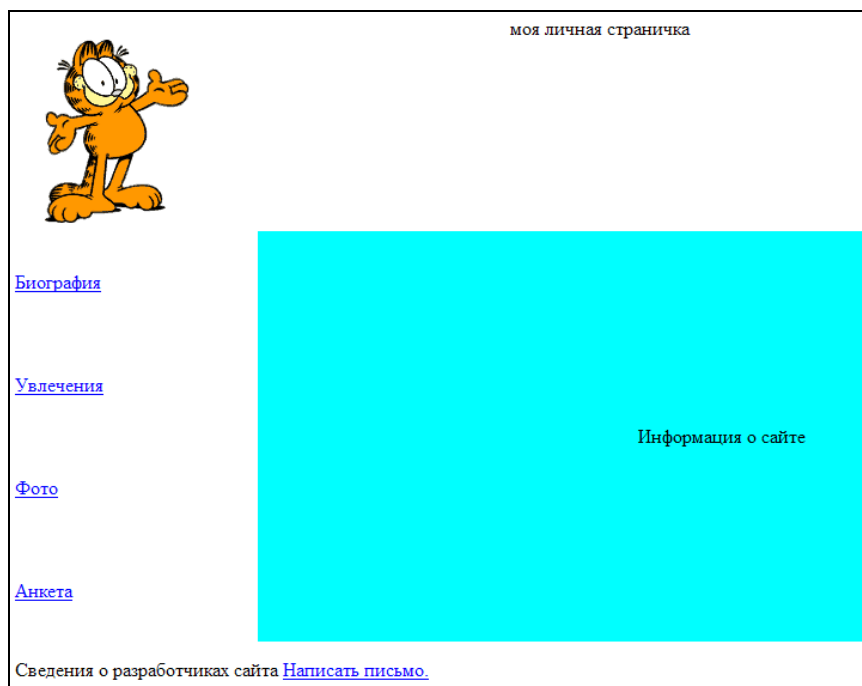 моя личная страничка
Биография
Увлечения
Информация о сайте
Фото
Анкета
Сведения о разработчиках сайта Написать письмо.